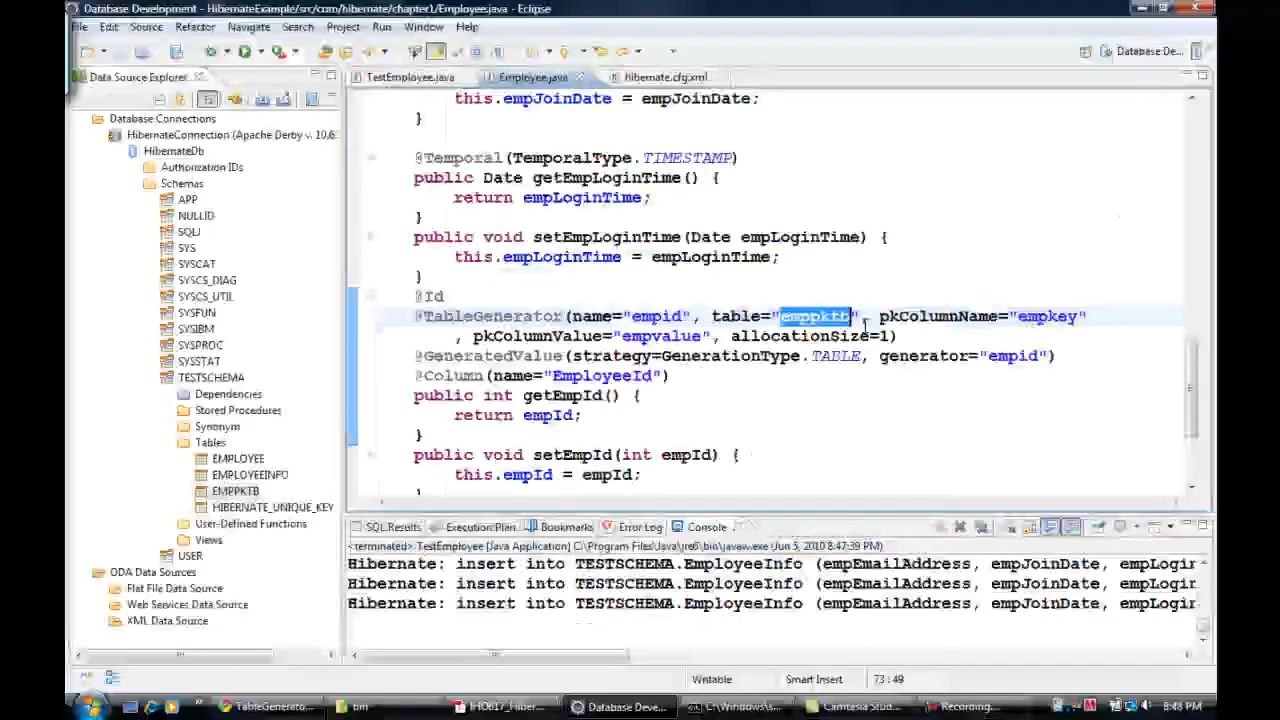 Database Development - HibernateExample/src/com/hibernate/chapter1/Employee.java - Eclipse
File Edit Source Refactor Navigate Search Project Run Window Help
Database De...
Data Source Explorer
TestEmployee.java Employee.java hibernate.cfg.xml
Database Connections
HibernateConnection (Apache Derby v. 10.6
HibernateDb
Authorization IDs
Schemas
APP
NULLID
SQLJ
SYS
SYSCAT
SYSCS_DIAG
SYSCS_UTIL
SYSFUN
SYSIBM
SYSPROC
SYSSTAT
TESTSCHEMA
Dependencies
Stored Procedures
Synonym
Tables
EMPLOYEE
EMPLOYEEINFO
EMPPKTB
HIBERNATE_UNIQUE_KEY
User-Defined Functions
Views
USER
ODA Data Sources
Flat File Data Source
Web Services Data Source
XML Data Source
this.empJoinDate = empJoinDate;
}
@Temporal(TemporalType.TIMESTAMP)
public Date getEmpLoginTime() {
return empLoginTime;
}
public void setEmpLoginTime(Date empLoginTime) {
this.empLoginTime = empLoginTime;
}
@Id
@TableGenerator(name="empid", table="emppktb", pkColumnName="empkey"
, pkColumnValue="empvalue", allocationSize=1)
@GeneratedValue(strategy=GenerationType.TABLE, generator="empid")
@Column(name="EmployeeId")
public int getEmpId() {
return empId;
}
public void setEmpId(int empId) {
this.empId = empId;
SQL Results Execution Plan Bookmarks Error Log Console
<terminated> TestEmployee [Java Application] C:\Program Files\Java\jre6\bin\javaw.exe (Jun 5, 2010 8:47:39 PM)
Hibernate: insert into TESTSCHEMA.EmployeeInfo (empEmailAddress, empJoinDate, empLogin
Hibernate: insert into TESTSCHEMA.EmployeeInfo (empEmailAddress, empJoinDate, empLogin
Hibernate: insert into TESTSCHEMA.EmployeeInfo (empEmailAddress, empJoinDate, empLogin
Writable Smart Insert 73 : 49
TableGenerato... bin IHO617_Hiber... Database Deve... C:\Windows\s... Camtasia Stud... Recording... 8:48 PM